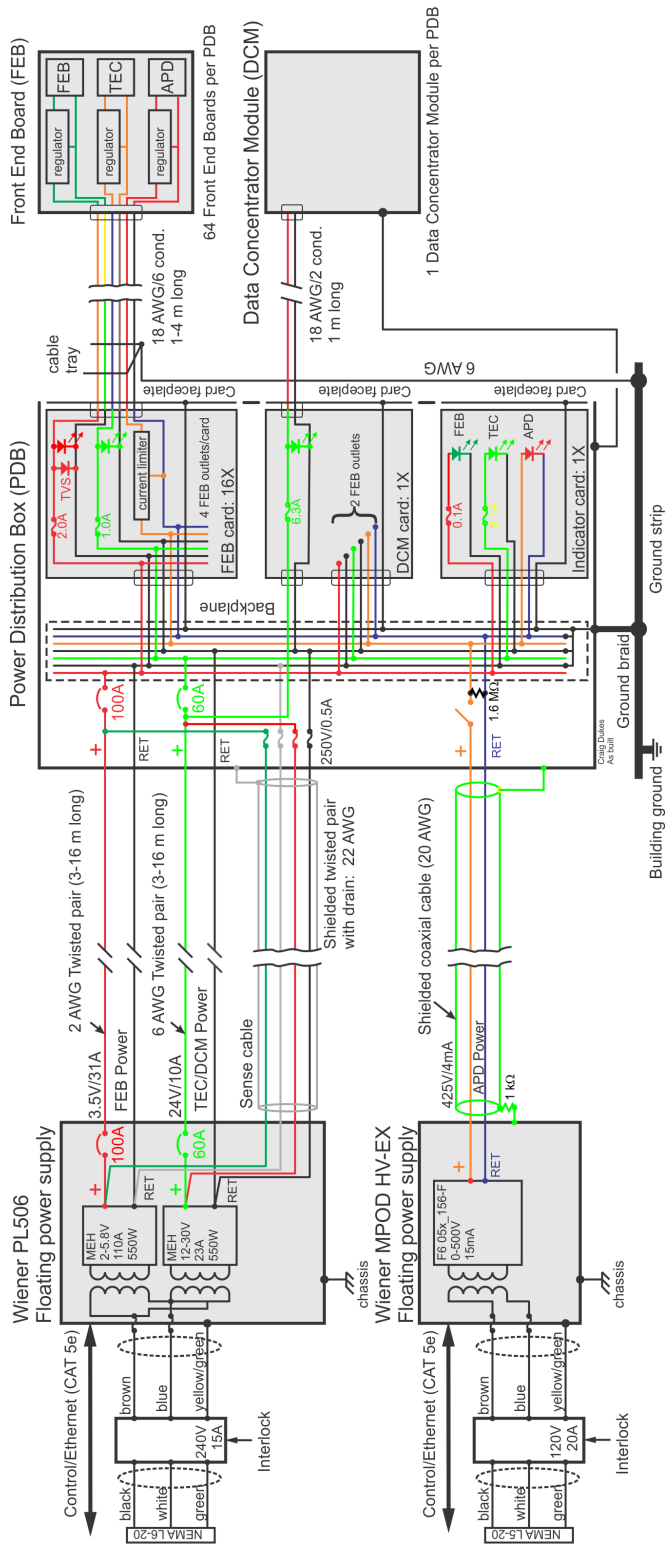 Wiener PL506
Floating power supply
Control/Ethernet (CAT 5e)
NEMA L6-20
black
white
green
240V
15A
Interlock
brown
blue
yellow/green
MEH
2-5.8V
110A
550W
MEH
12-30V
23A
550W
+
RET
+
RET
100A
60A
chassis
3.5V/31A
FEB Power
2 AWG Twisted pair (3-16 m long)
24V/10A
TEC/DCM Power
6 AWG Twisted pair (3-16 m long)
Sense cable
Shielded twisted pair
with drain: 22 AWG
Wiener MPOD HV-EX
Floating power supply
Control/Ethernet (CAT 5e)
NEMA L5-20
black
white
green
120V
20A
Interlock
brown
blue
yellow/green
F6 05x_156-F
0-500V
15mA
+
RET
chassis
1 kΩ
425V/4mA
APD Power
Shielded coaxial cable (20 AWG)
Power Distribution Box (PDB)
+
RET
100A
+
RET
60A
250V/0.5A
+
RET
1.6 MΩ
Craig Dukes
As built
Backplane
2.0A
TVS
1.0A
current limiter
4 FEB outlets/card
FEB card: 16X
Card faceplate
6.3A
2 FEB outlets
DCM card: 1X
Card faceplate
0.1A
FEB
0.1A
TEC
APD
Indicator card: 1X
Card faceplate
Building ground
Ground braid
Ground strip
6 AWG
cable
tray
18 AWG/6 cond.
1-4 m long
18 AWG/2 cond.
1 m long
Front End Board (FEB)
regulator
FEB
regulator
TEC
regulator
APD
64 Front End Boards per PDB
Data Concentrator Module (DCM)
1 Data Concentrator Module per PDB